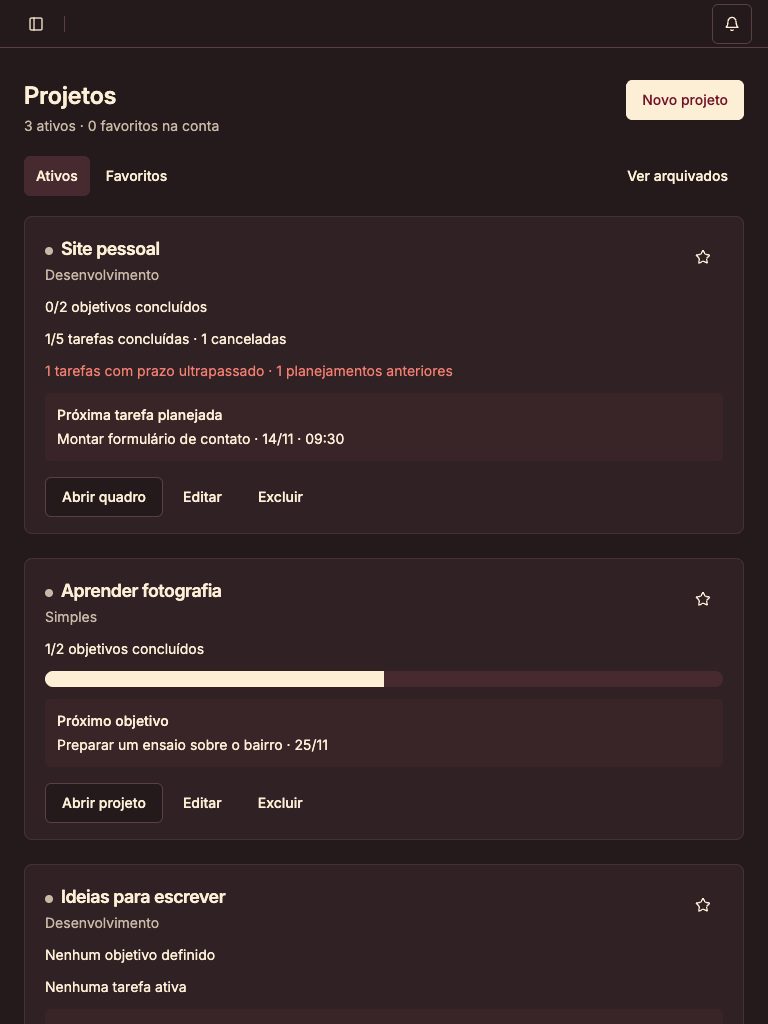 Projetos
Novo projeto
3 ativos · 0 favoritos na conta
Ativos
Favoritos
Ver arquivados
Site pessoal
Desenvolvimento
0/2 objetivos concluídos
1/5 tarefas concluídas · 1 canceladas
1 tarefas com prazo ultrapassado · 1 planejamentos anteriores
Próxima tarefa planejada
Montar formulário de contato · 14/11 · 09:30
Abrir quadro
Editar
Excluir
Aprender fotografia
Simples
1/2 objetivos concluídos
Próximo objetivo
Preparar um ensaio sobre o bairro · 25/11
Abrir projeto
Editar
Excluir
Ideias para escrever
Desenvolvimento
Nenhum objetivo definido
Nenhuma tarefa ativa